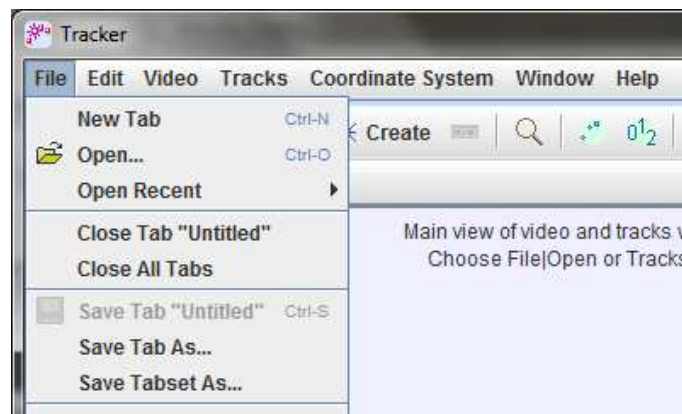 Tracker
File Edit Video Tracks Coordinate System Window Help
New Tab Ctrl-N
Create
0¹2
Open... Ctrl-O
Open Recent
Close Tab "Untitled"
Main view of video and tracks
Choose File|Open or Tracks
Close All Tabs
Save Tab "Untitled" Ctrl-S
Save Tab As...
Save Tabset As...